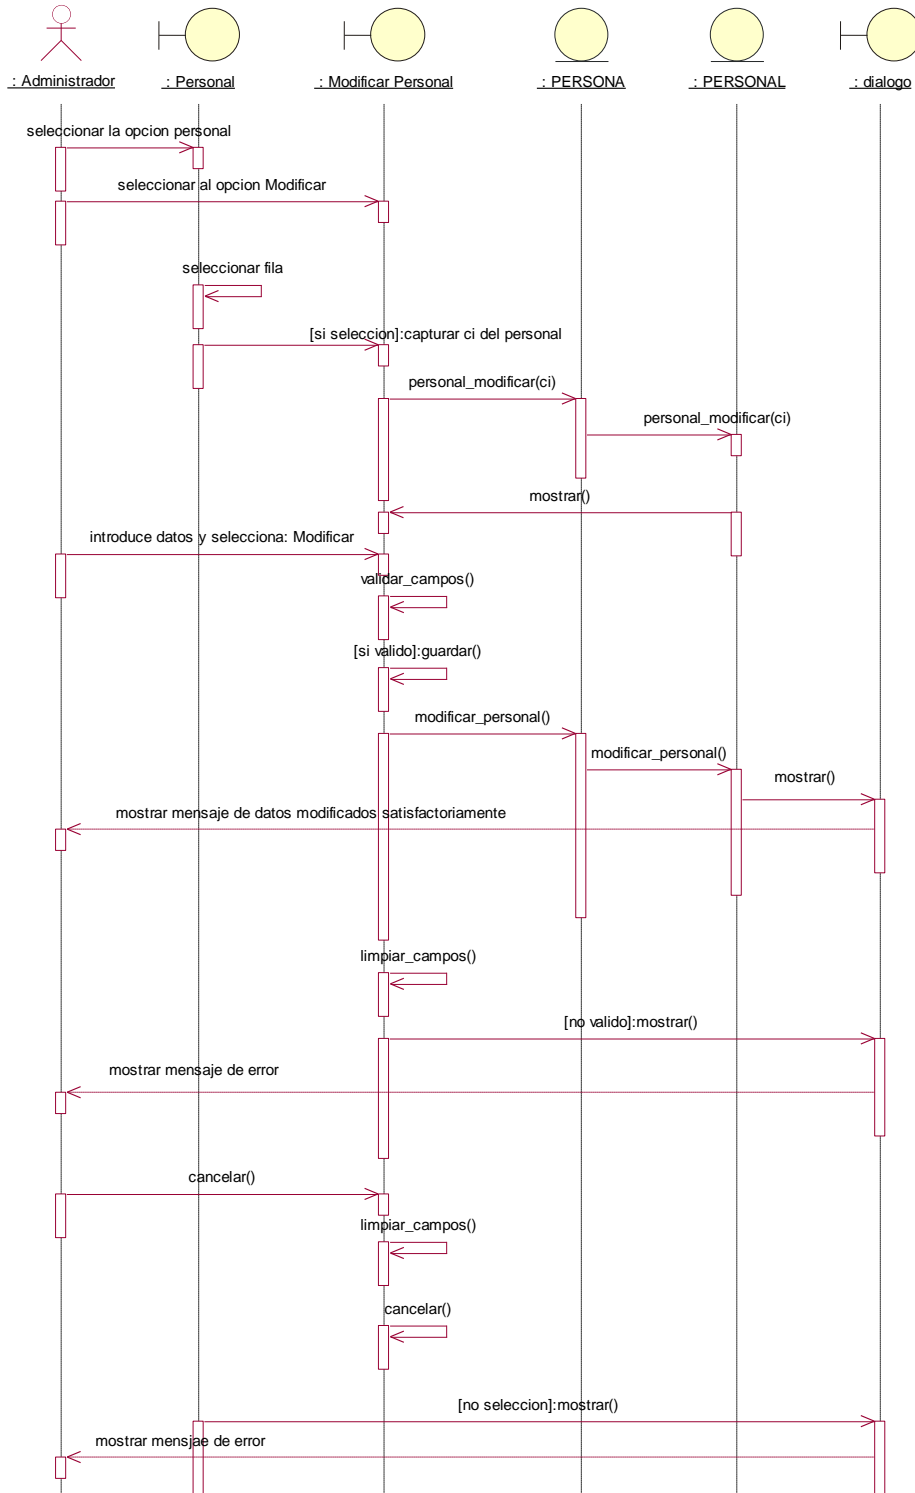 : Administrador
: Personal
: Modificar Personal
: PERSONA
: PERSONAL
: dialogo
seleccionar la opcion personal
seleccionar al opcion Modificar
seleccionar fila
[si seleccion]:capturar ci del personal
personal_modificar(ci)
personal_modificar(ci)
mostrar()
introduce datos y selecciona: Modificar
validar_campos()
[si valido]:guardar()
modificar_personal()
modificar_personal()
mostrar()
mostrar mensaje de datos modificados satisfactoriamente
limpiar_campos()
[no valido]:mostrar()
mostrar mensaje de error
cancelar()
limpiar_campos()
cancelar()
[no seleccion]:mostrar()
mostrar mensjae de error